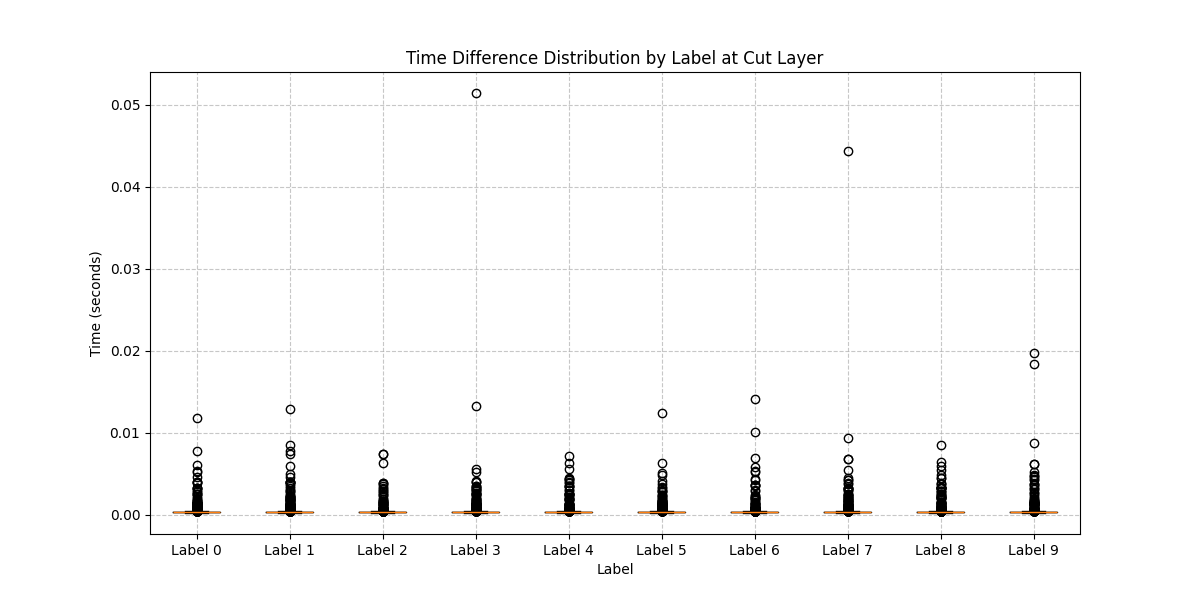 Time Difference Distribution by Label at Cut Layer
0.05
0.04
0.03
0.02
0.01
0.00
Time (seconds)
Label 0 Label 1 Label 2 Label 3 Label 4 Label 5 Label 6 Label 7 Label 8 Label 9
Label